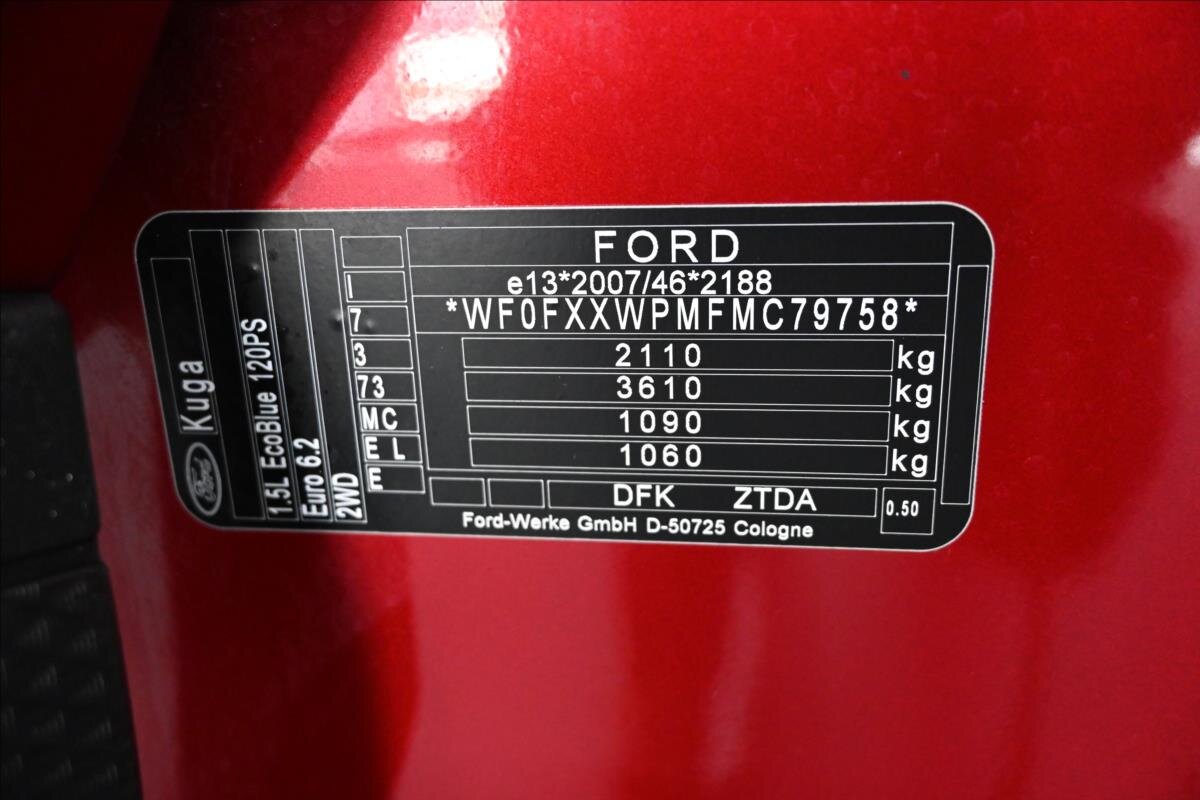 FORD
e13*2007/46*2188
*WF0FXXWPMFMC79758*
2110 kg
3610 kg
1090 kg
1060 kg
DFK ZTDA
0.50
Ford-Werke GmbH D-50725 Cologne
I
7
3
73
MC
E L
E
Ford Kuga
1.5L EcoBlue 120PS
Euro 6.2
2WD